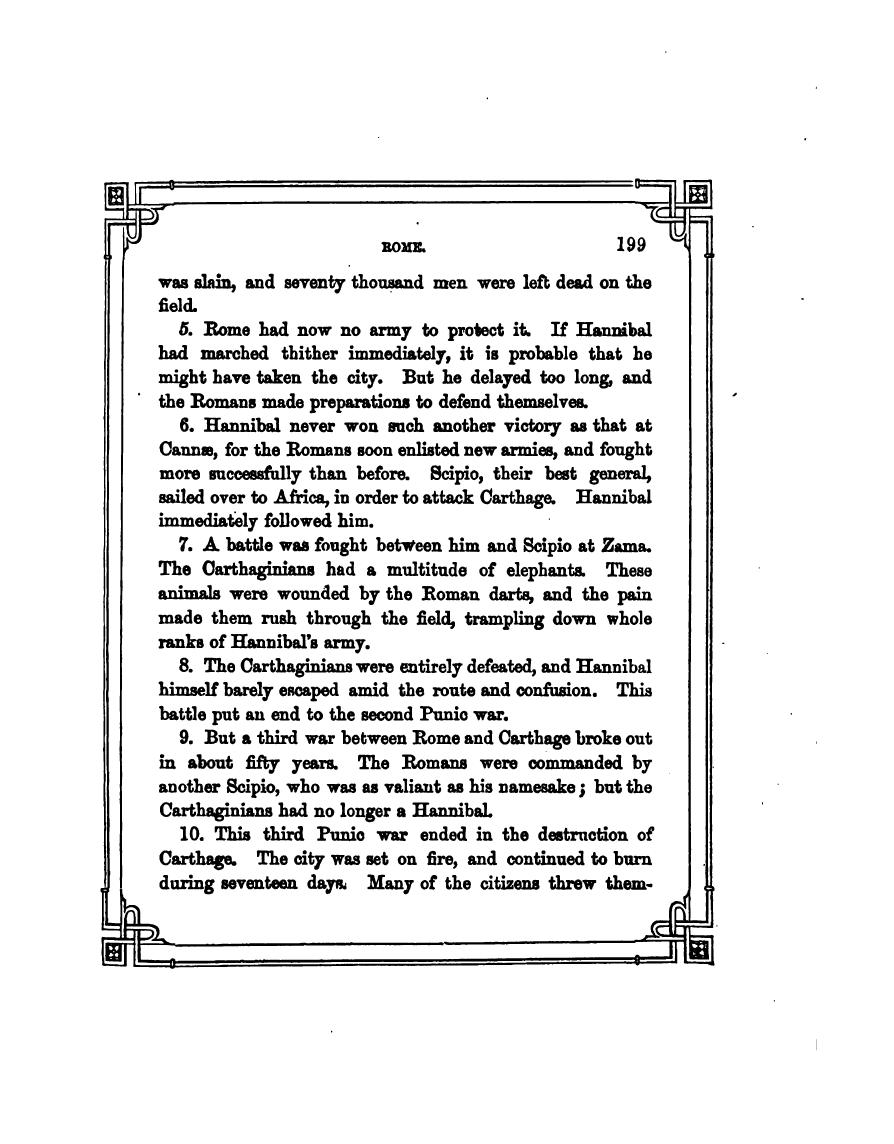 ROME. 199
was slain, and seventy thousand men were left dead on the
field.
5. Rome had now no army to protect it. If Hannibal
had marched thither immediately, it is probable that he
might have taken the city. But he delayed too long, and
the Romans made preparations to defend themselves.
6. Hannibal never won such another victory as that at
Cannæ, for the Romans soon enlisted new armies, and fought
more successfully than before. Scipio, their best general,
sailed over to Africa, in order to attack Carthage. Hannibal
immediately followed him.
7. A battle was fought between him and Scipio at Zama.
The Carthaginians had a multitude of elephants. These
animals were wounded by the Roman darts, and the pain
made them rush through the field, trampling down whole
ranks of Hannibal's army.
8. The Carthaginians were entirely defeated, and Hannibal
himself barely escaped amid the route and confusion. This
battle put an end to the second Punic war.
9. But a third war between Rome and Carthage broke out
in about fifty years. The Romans were commanded by
another Scipio, who was as valiant as his namesake; but the
Carthaginians had no longer a Hannibal.
10. This third Punic war ended in the destruction of
Carthage. The city was set on fire, and continued to burn
during seventeen days. Many of the citizens threw them-